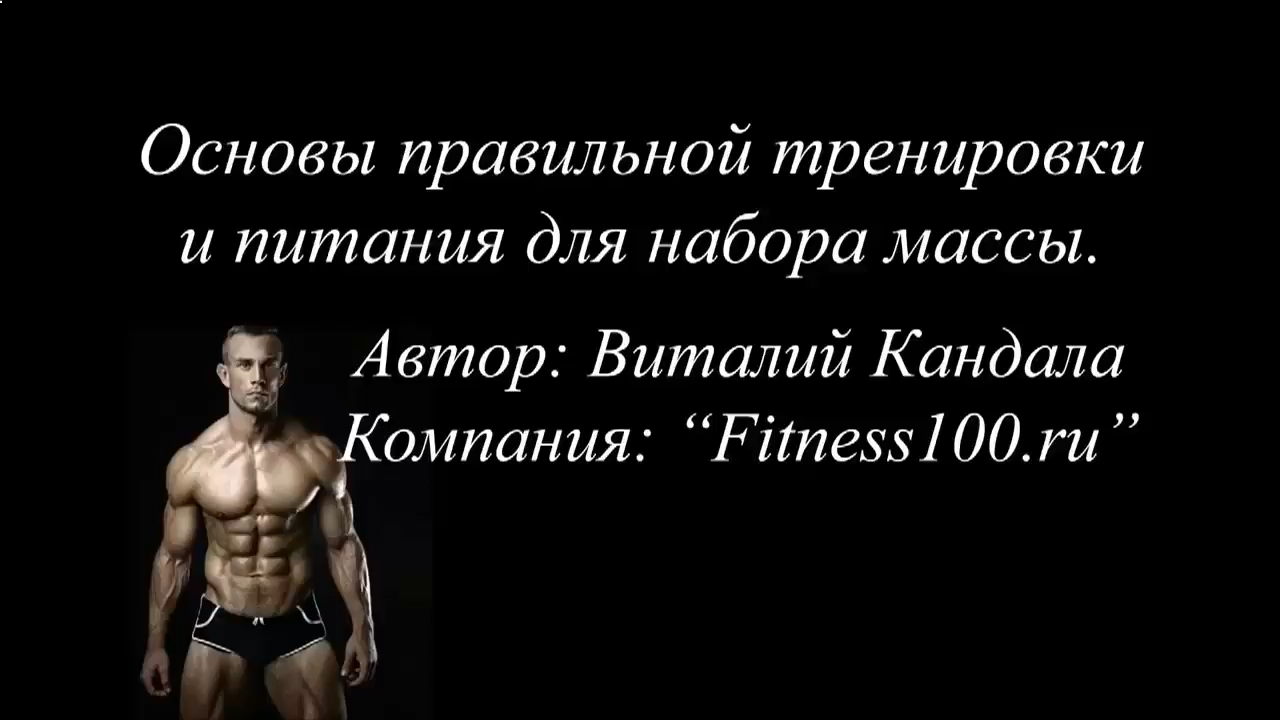 Основы правильной тренировки
и питания для набора массы.
Автор: Виталий Кандала
Компания: “Fitness100.ru”